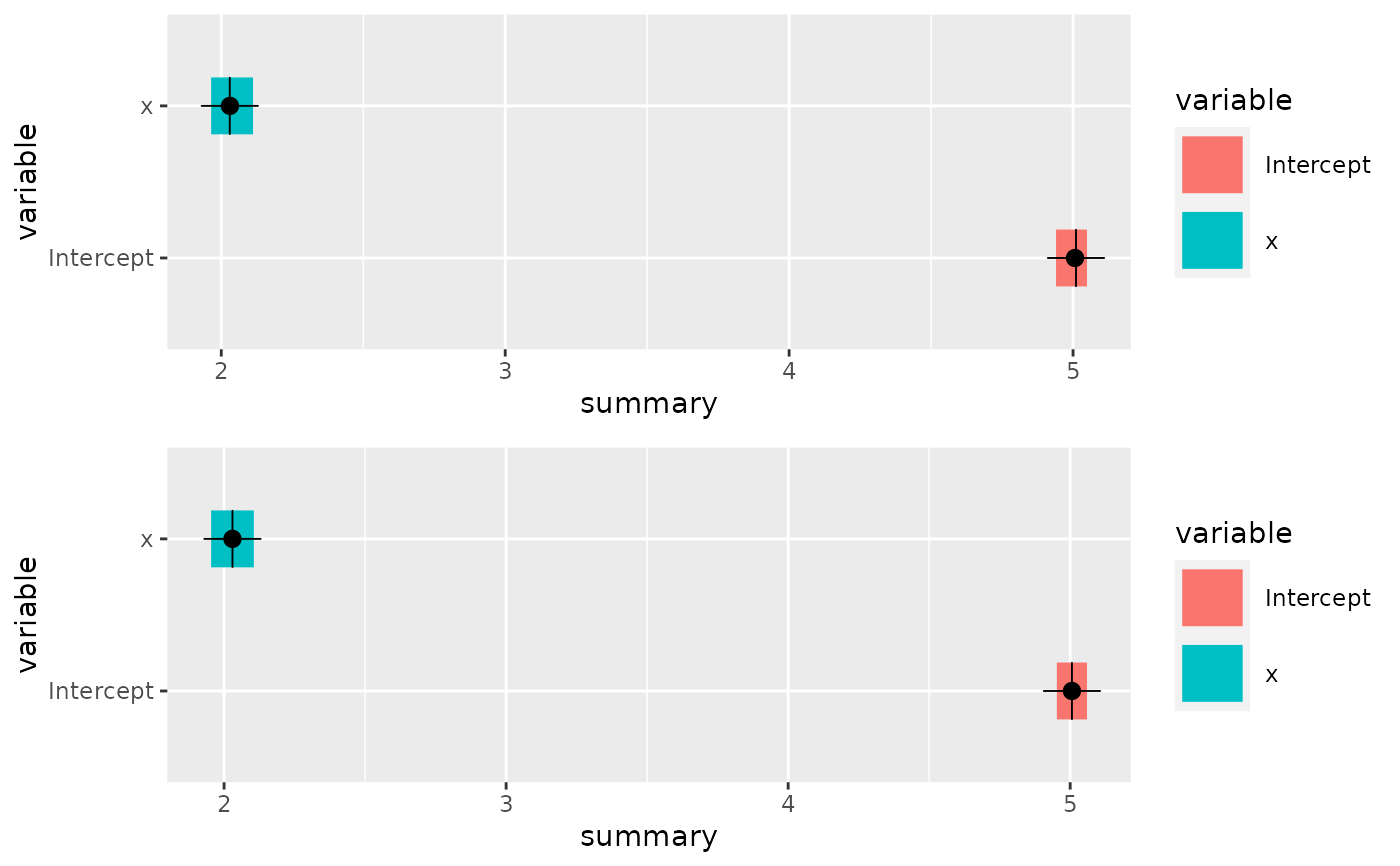 variable
x
Intercept
2 3 4 5
summary
variable
Intercept
x
variable
x
Intercept
2 3 4 5
summary
variable
Intercept
x